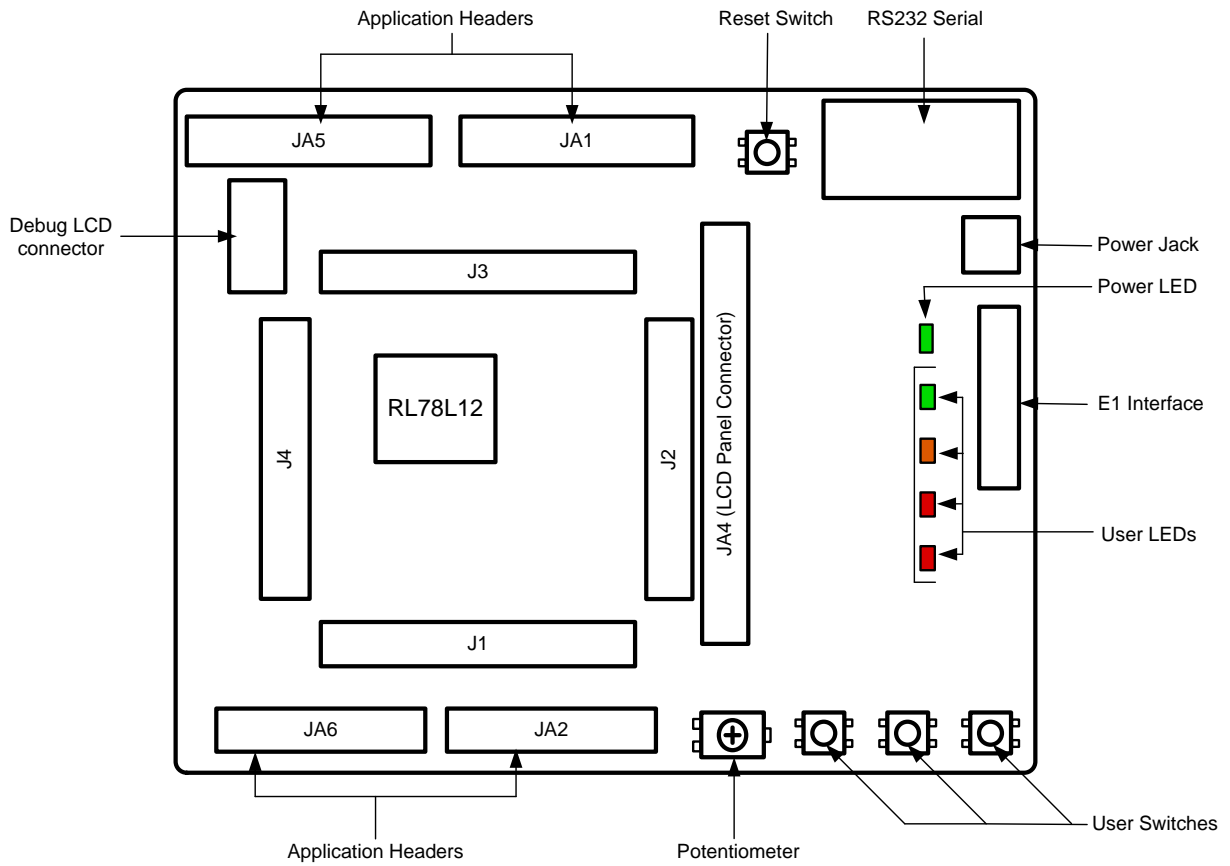 Application Headers
Reset Switch
RS232 Serial
JA5
JA1
Debug LCD
connector
J3
Power Jack
Power LED
JA4 (LCD Panel Connector)
RL78L12
E1 Interface
J4
J2
User LEDs
J1
JA6
JA2
User Switches
Application Headers
Potentiometer